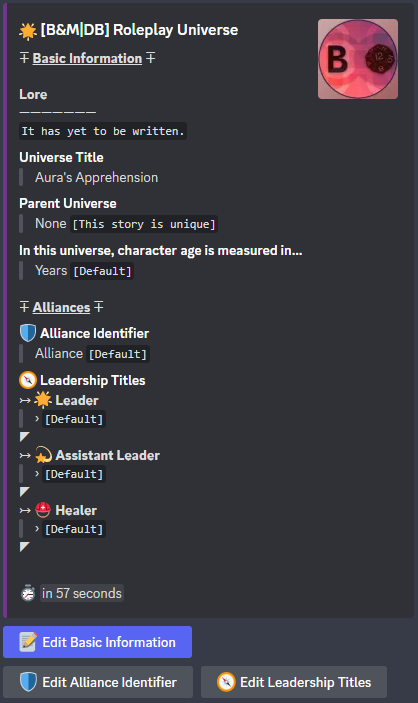 🌟 [B&M|DB] Roleplay Universe
∓ Basic Information ∓
Lore
———————
It has yet to be written.
Universe Title
Aura's Apprehension
Parent Universe
None [This story is unique]
In this universe, character age is measured in...
Years [Default]
∓ Alliances ∓
🛡️ Alliance Identifier
Alliance [Default]
🧭 Leadership Titles
↣ 🌟 Leader
› [Default]
◤
↣ 💫 Assistant Leader
› [Default]
◤
↣ ⛑️ Healer
› [Default]
◤
⏱️ in 57 seconds
📝 Edit Basic Information
🛡️ Edit Alliance Identifier
🧭 Edit Leadership Titles
B